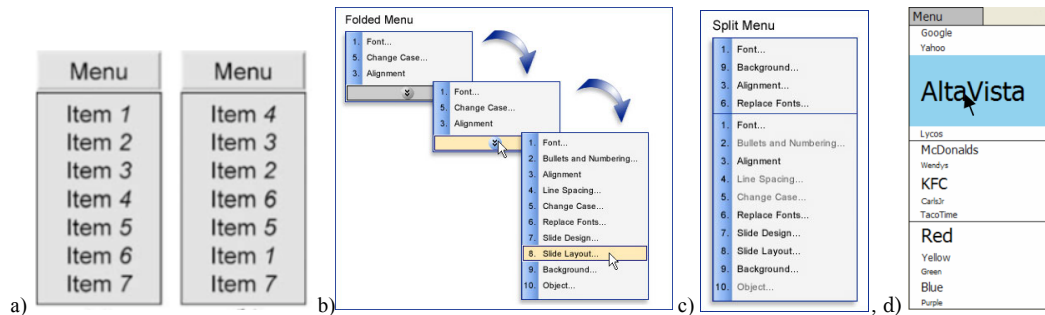 Menu
Item 1
Item 2
Item 3
Item 4
Item 5
Item 6
Item 7
Menu
Item 4
Item 3
Item 2
Item 6
Item 5
Item 1
Item 7
a)
Folded Menu
1. Font...
5. Change Case...
3. Alignment
1. Font...
5. Change Case...
3. Alignment
1. Font...
2. Bullets and Numbering...
3. Alignment
4. Line Spacing...
5. Change Case...
6. Replace Fonts...
7. Slide Design...
8. Slide Layout...
9. Background...
10. Object...
b)
Split Menu
1. Font...
9. Background...
3. Alignment...
6. Replace Fonts...
1. Font...
2. Bullets and Numbering...
3. Alignment
4. Line Spacing...
5. Change Case...
6. Replace Fonts...
7. Slide Design...
8. Slide Layout...
9. Background...
10. Object...
c)
Menu
Google
Yahoo
AltaVista
Lycos
McDonalds
Wendys
KFC
CarlsJr
TacoTime
Red
Yellow
Green
Blue
Purple
, d)